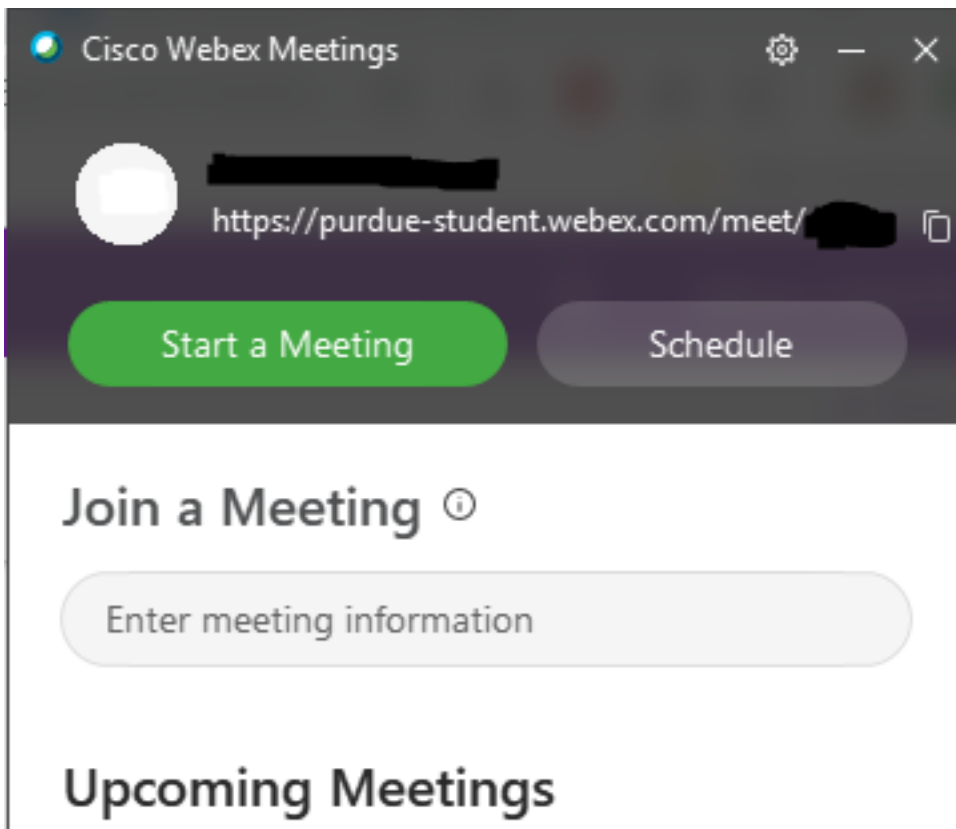 Cisco Webex Meetings
https://purdue-student.webex.com/meet/
Start a Meeting
Schedule
Join a Meeting
Enter meeting information
Upcoming Meetings